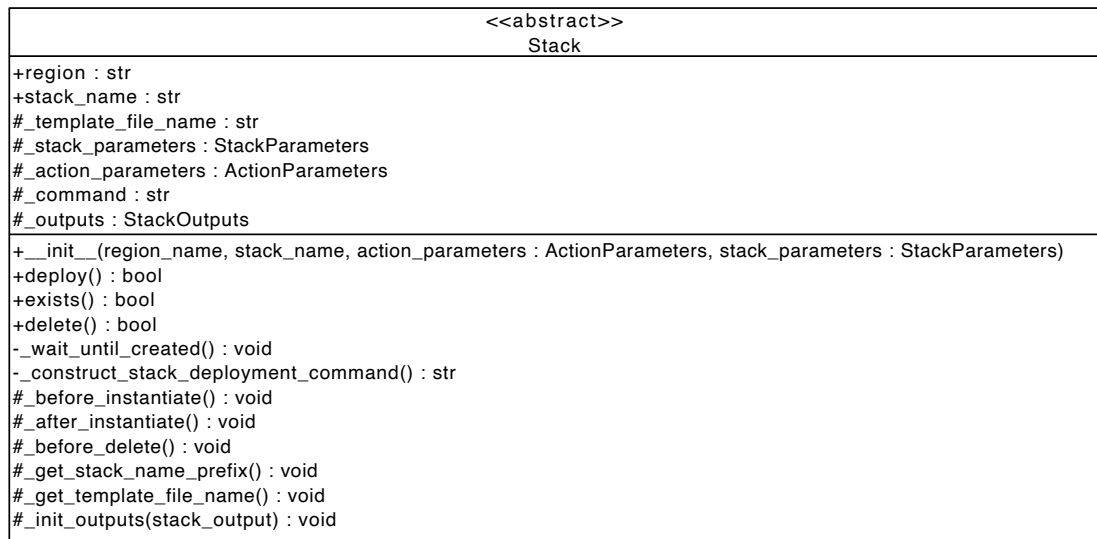 <<abstract>>
Stack
+region : str
+stack_name : str
#_template_file_name : str
#_stack_parameters : StackParameters
#_action_parameters : ActionParameters
#_command : str
#_outputs : StackOutputs
+__init__(region_name, stack_name, action_parameters : ActionParameters, stack_parameters : StackParameters)
+deploy() : bool
+exists() : bool
+delete() : bool
-_wait_until_created() : void
-_construct_stack_deployment_command() : str
#_before_instantiate() : void
#_after_instantiate() : void
#_before_delete() : void
#_get_stack_name_prefix() : void
#_get_template_file_name() : void
#_init_outputs(stack_output) : void